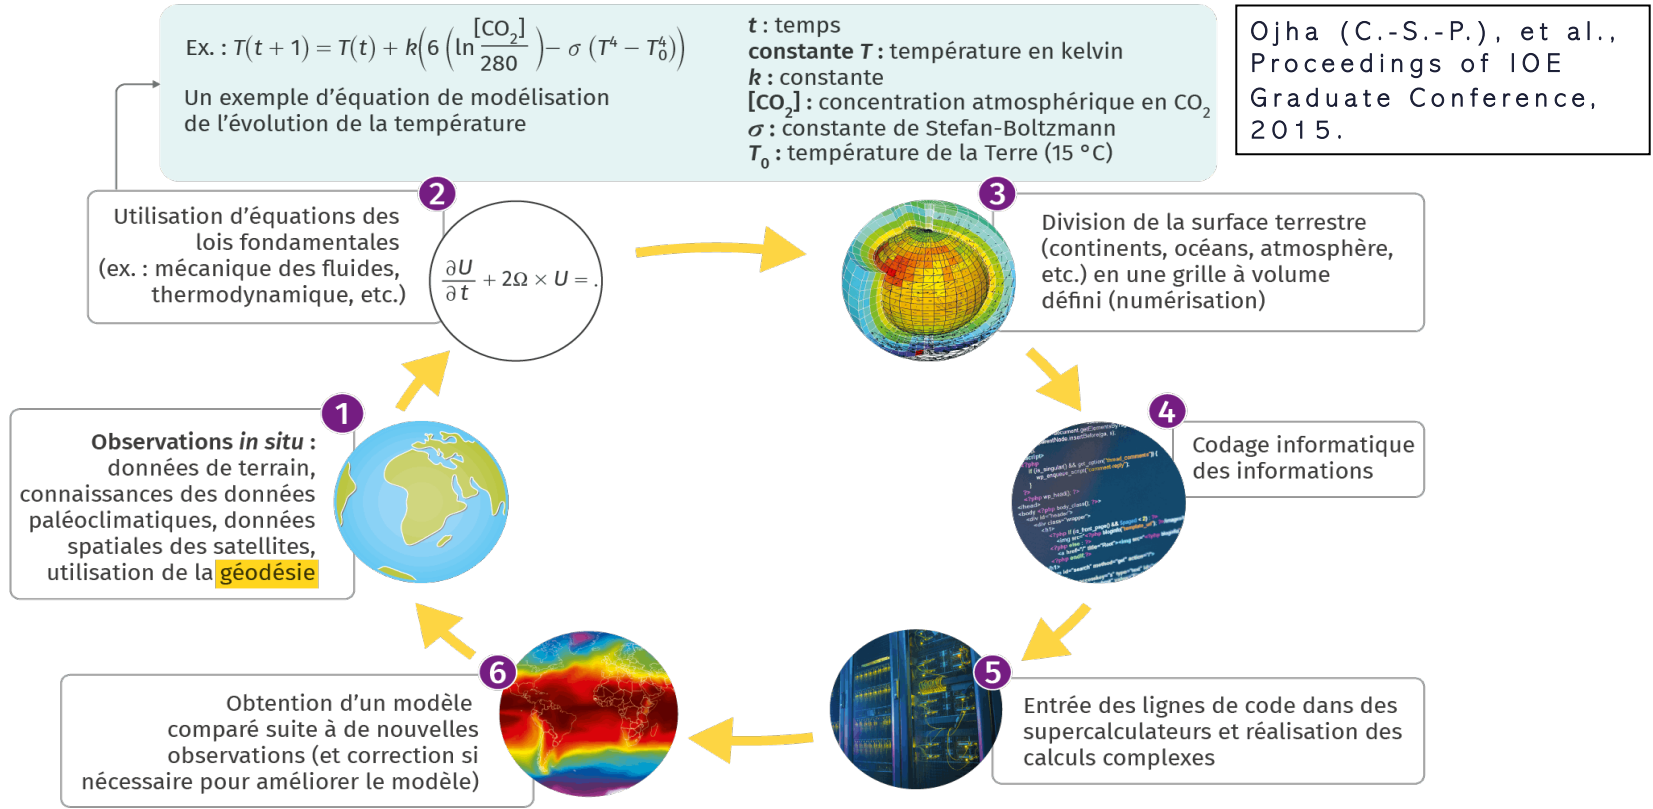 Ex. : T(t + 1) = T(t) + k(6 (ln [CO₂]/280) − σ (T⁴ − T₀⁴))
Un exemple d'équation de modélisation
de l'évolution de la température
t : temps
constante T : température en kelvin
k : constante
[CO₂] : concentration atmosphérique en CO₂
σ : constante de Stefan-Boltzmann
T₀ : température de la Terre (15 °C)
Ojha (C.-S.-P.), et al.,
Proceedings of IOE
Graduate Conference,
2015.
2
Utilisation d'équations des
lois fondamentales
(ex. : mécanique des fluides,
thermodynamique, etc.)
∂U/∂t + 2Ω × U = .
3
Division de la surface terrestre
(continents, océans, atmosphère,
etc.) en une grille à volume
défini (numérisation)
1
Observations in situ :
données de terrain,
connaissances des données
paléoclimatiques, données
spatiales des satellites,
utilisation de la géodésie
4
Codage informatique
des informations
6
Obtention d'un modèle
comparé suite à de nouvelles
observations (et correction si
nécessaire pour améliorer le modèle)
5
Entrée des lignes de code dans des
supercalculateurs et réalisation des
calculs complexes